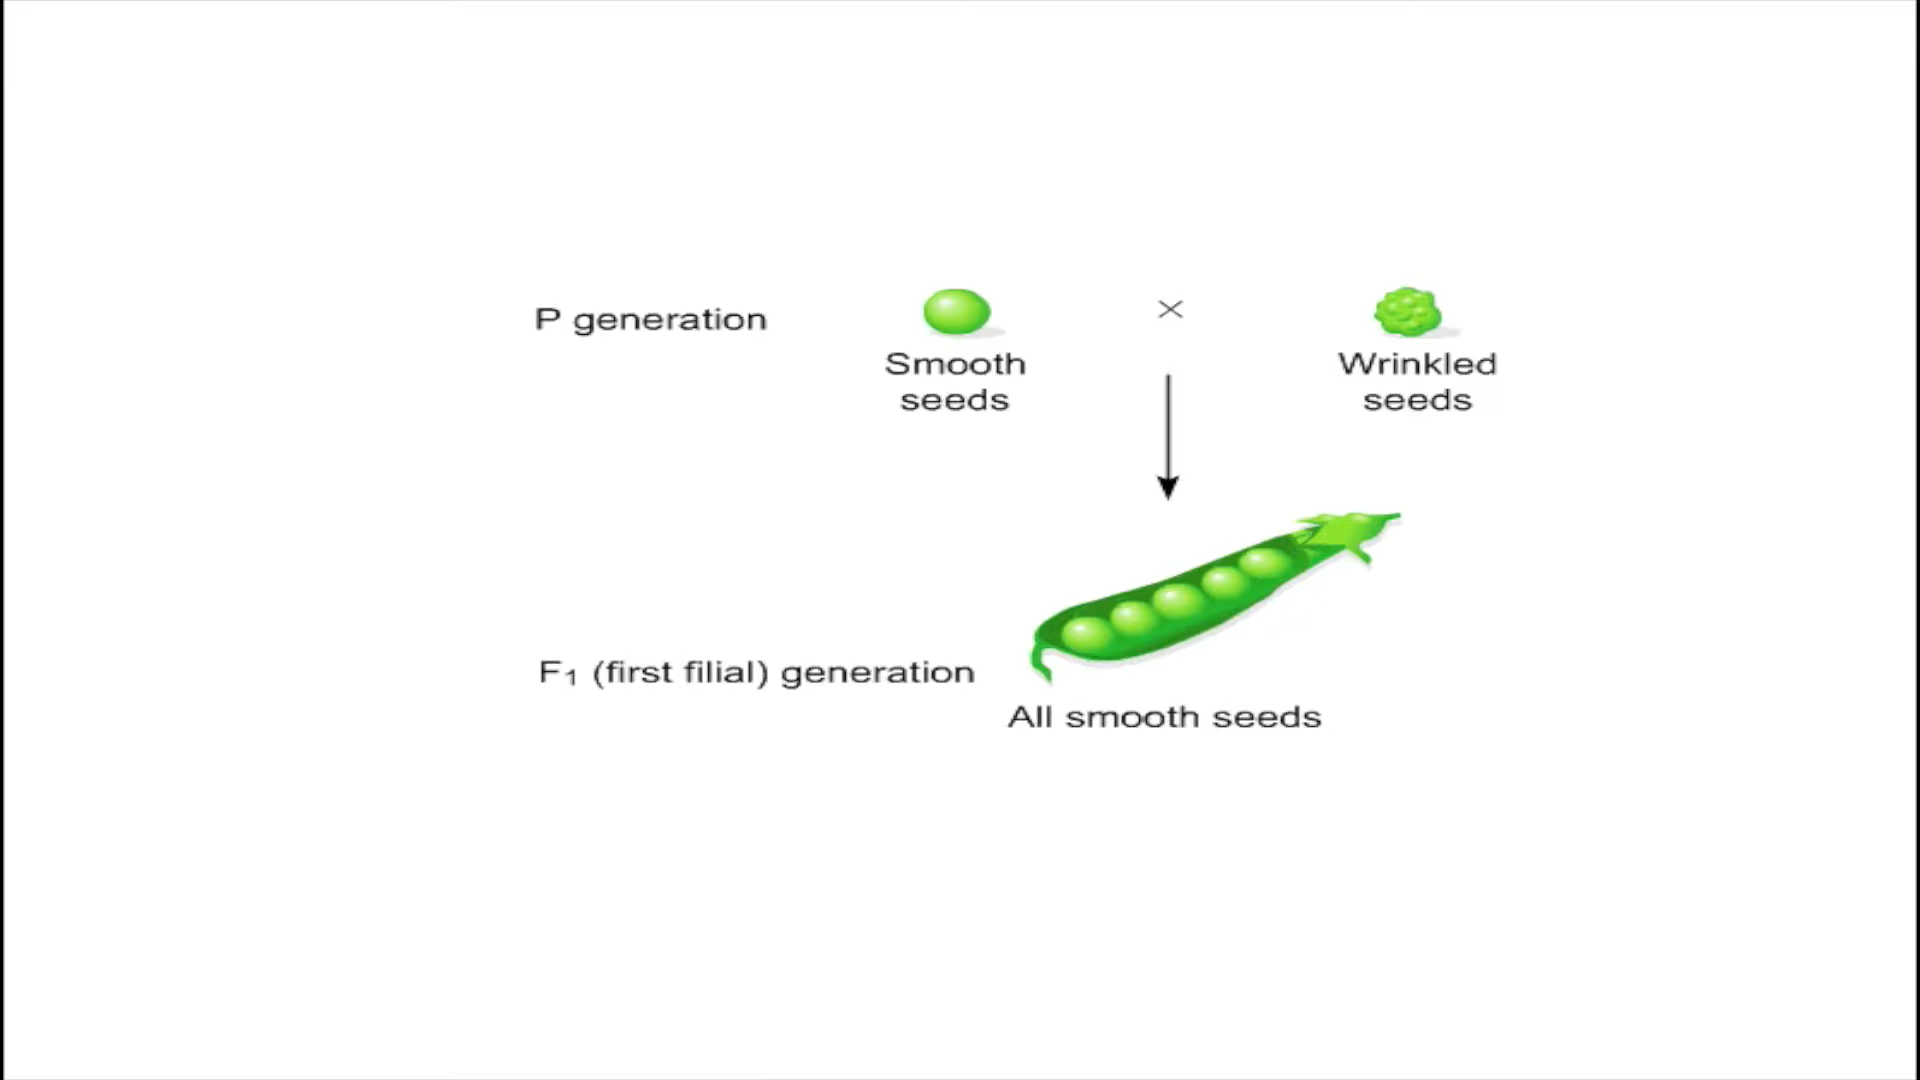 P generation
×
Smooth
seeds
Wrinkled
seeds
F₁ (first filial) generation
All smooth seeds